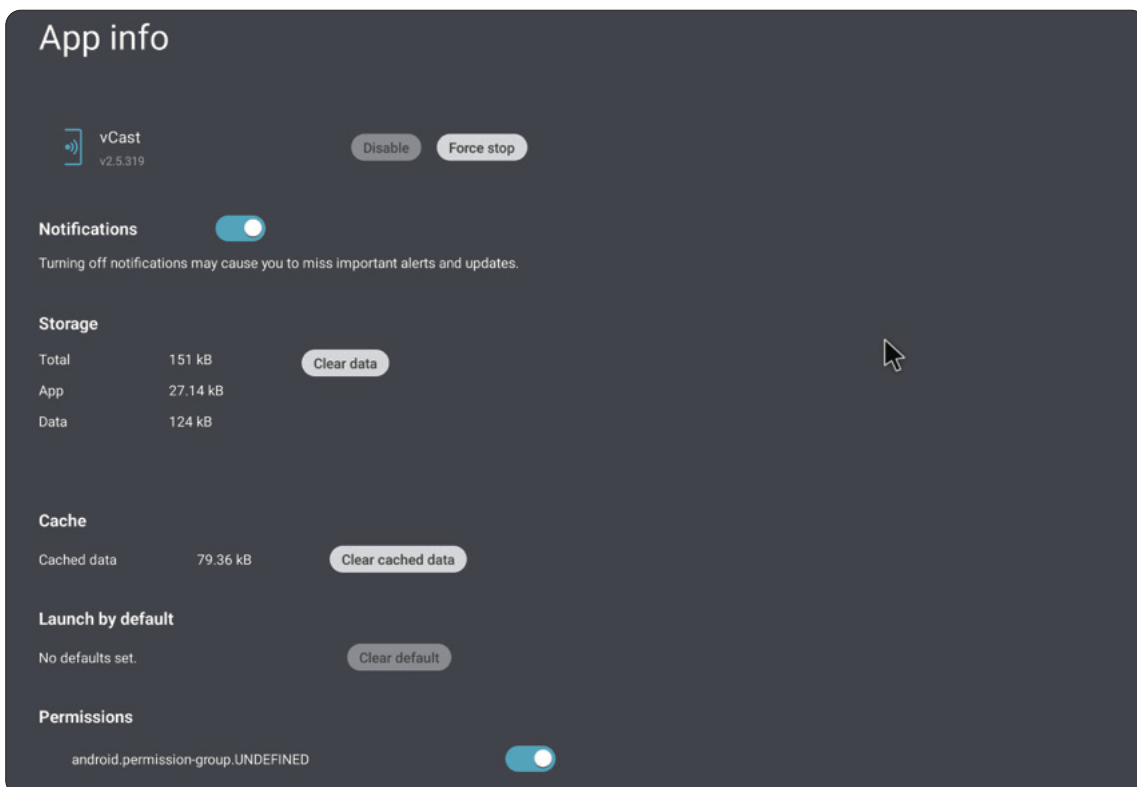 App info
vCast
v2.5.319
Disable
Force stop
Notifications
Turning off notifications may cause you to miss important alerts and updates.
Storage
Total 151 kB Clear data
App 27.14 kB
Data 124 kB
Cache
Cached data 79.36 kB Clear cached data
Launch by default
No defaults set. Clear default
Permissions
android.permission-group.UNDEFINED